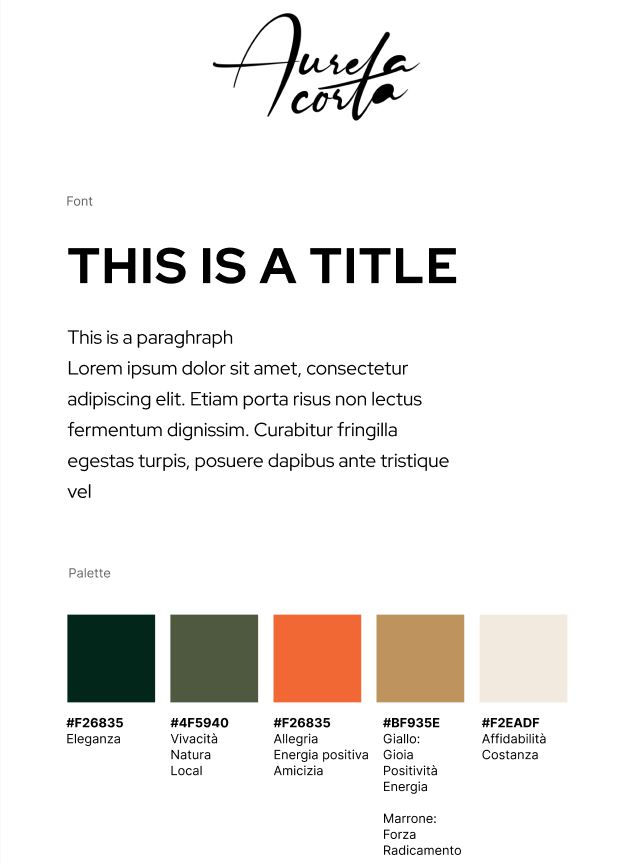 Aurela
corta
Font
THIS IS A TITLE
This is a paraghraph
Lorem ipsum dolor sit amet, consectetur
adipiscing elit. Etiam porta risus non lectus
fermentum dignissim. Curabitur fringilla
egestas turpis, posuere dapibus ante tristique
vel
Palette
#F26835
Eleganza
#4F5940
Vivacità
Natura
Local
#F26835
Allegria
Energia positiva
Amicizia
#BF935E
Giallo:
Gioia
Positività
Energia
Marrone:
Forza
Radicamento
#F2EADF
Affidabilità
Costanza